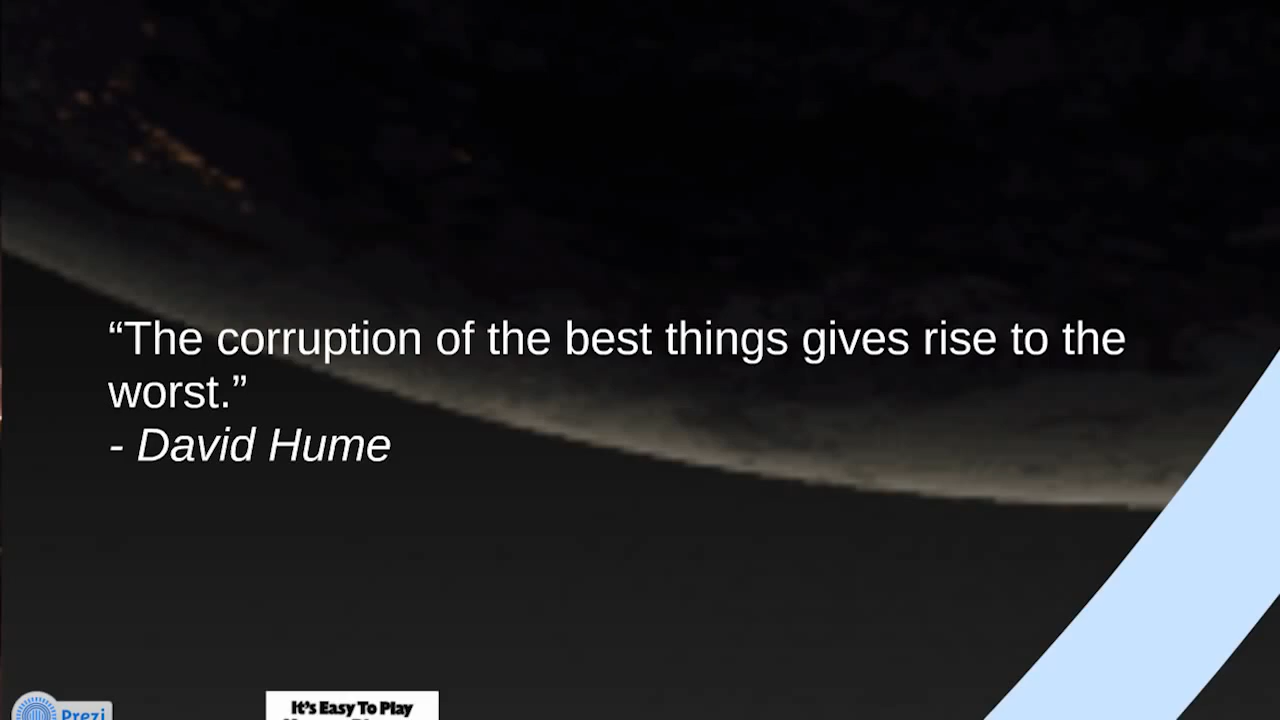 “The corruption of the best things gives rise to the
worst.”
- David Hume
Prezi
It's Easy To Play